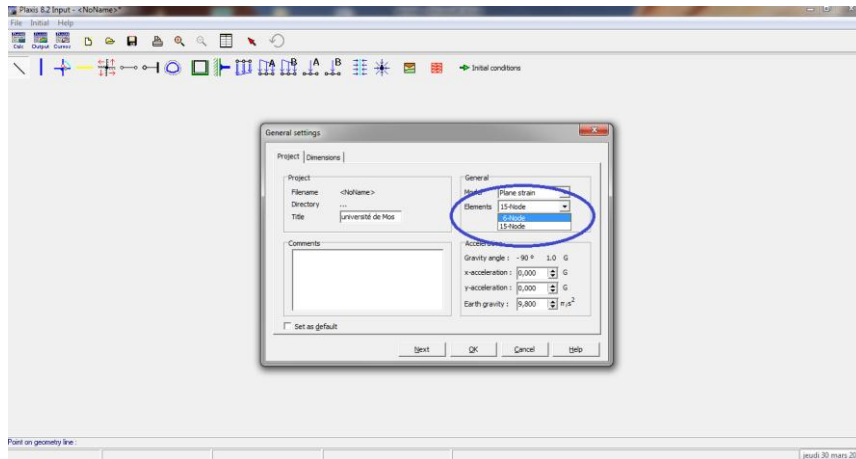 Plaxis 8.2 Input - <NoName>*
File Initial Help
Calc Output Curves
A B A B Initial conditions
General settings
Project Dimensions
Project
Filename <NoName>
Directory ...
Title université de Mos
General
Model Plane strain
Elements 15-Node
6-Node
15-Node
Comments
Acceleration
Gravity angle : -90 ° 1.0 G
x-acceleration : 0,000 G
y-acceleration : 0,000 G
Earth gravity : 9,800 m/s²
Set as default
Next OK Cancel Help
Point on geometry line :
jeudi 30 mars 20